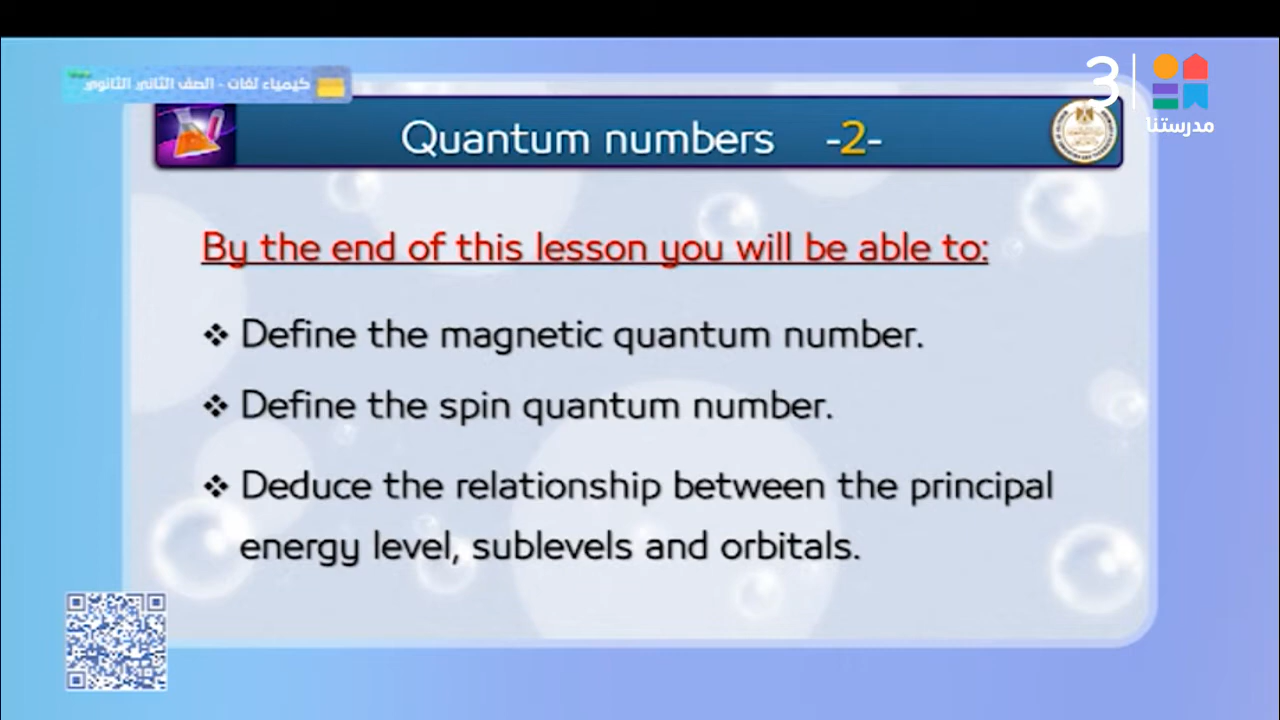 كيمياء لغات - الصف الثاني الثانوي
3
مدرستنا
Quantum numbers -2-
By the end of this lesson you will be able to:
❖ Define the magnetic quantum number.
❖ Define the spin quantum number.
❖ Deduce the relationship between the principal
energy level, sublevels and orbitals.